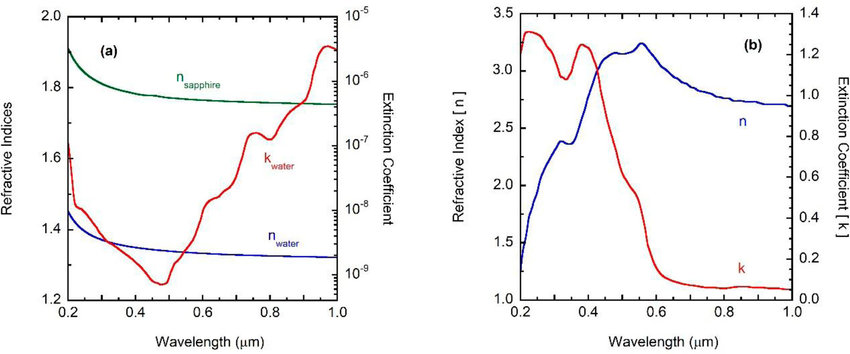 (a)
n sapphire
k water
n water
2.0
1.8
1.6
1.4
1.2
Refractive Indices
10-5
10-6
10-7
10-8
10-9
Extinction Coefficient
0.2 0.4 0.6 0.8 1.0
Wavelength (μm)
(b)
n
k
3.5
3.0
2.5
2.0
1.5
1.0
Refractive Index [ n ]
1.4
1.2
1.0
0.8
0.6
0.4
0.2
0.0
Extinction Coefficient [ k ]
0.2 0.4 0.6 0.8 1.0
Wavelength (μm)